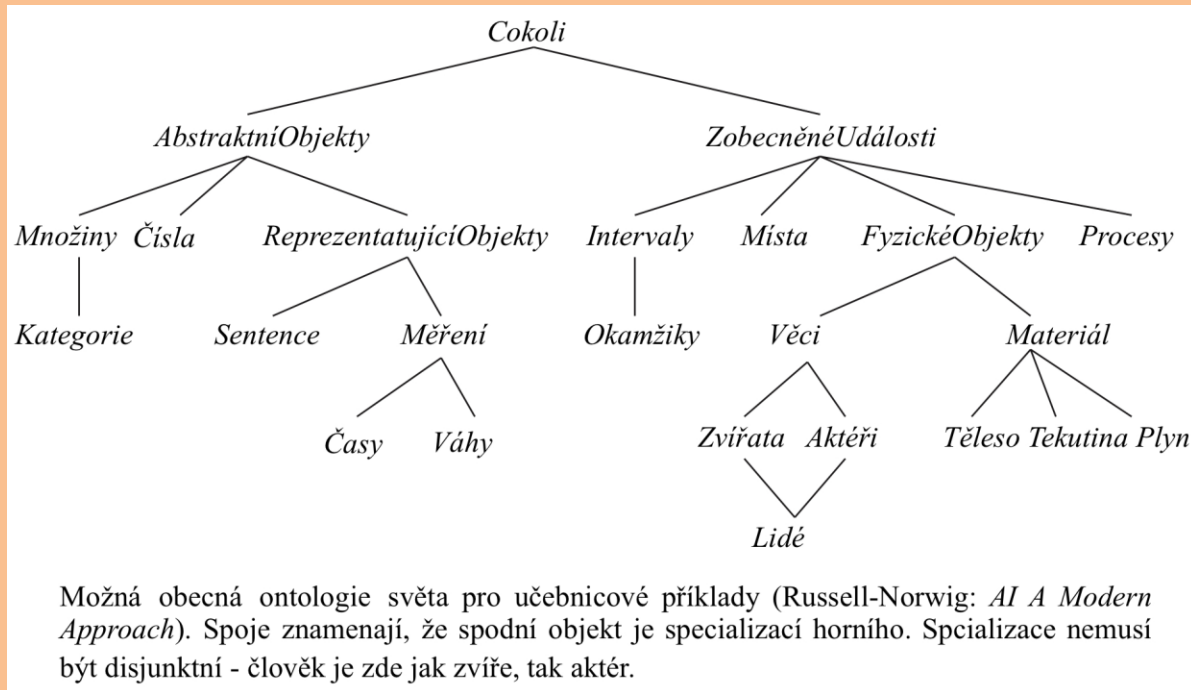 Cokoli
AbstraktníObjekty ZobecněnéUdálosti
Množiny Čísla ReprezentatujícíObjekty Intervaly Místa FyzickéObjekty Procesy
Kategorie Sentence Měření Okamžiky Věci Materiál
Časy Váhy Zvířata Aktéři Těleso Tekutina Plyn
Lidé
Možná obecná ontologie světa pro učebnicové příklady (Russell-Norwig: AI A Modern
Approach). Spoje znamenají, že spodní objekt je specializací horního. Spcializace nemusí
být disjunktní - člověk je zde jak zvíře, tak aktér.